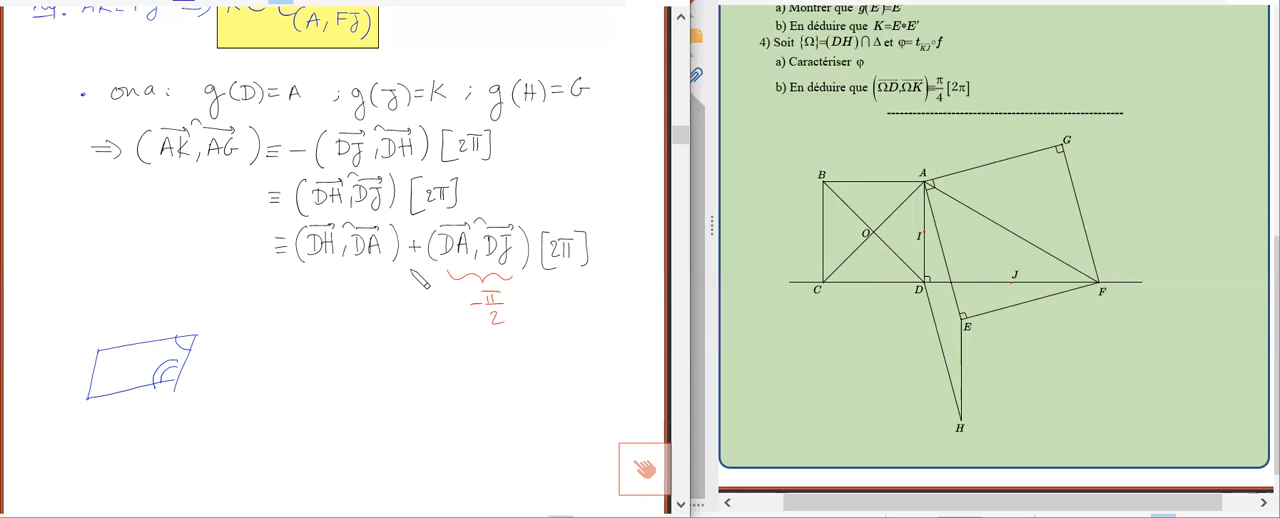 (A, FJ)
• on a : g(D)=A ; g(J)=K ; g(H)=G
⇒ (AK, AG) ≡ -(DJ, DH) [2π]
≡ (DH, DJ) [2π]
≡ (DH, DA) + (DA, DJ) [2π]
-π/2
a) Montrer que g(E)=E'
b) En déduire que K=E*E'
4) Soit {Ω}=(DH)⋂Δ et φ= t_KJ∘f
a) Caractériser φ
b) En déduire que (ΩD,ΩK)≡π/4[2π]
G
B
A
O
I
J
C
D
F
E
H